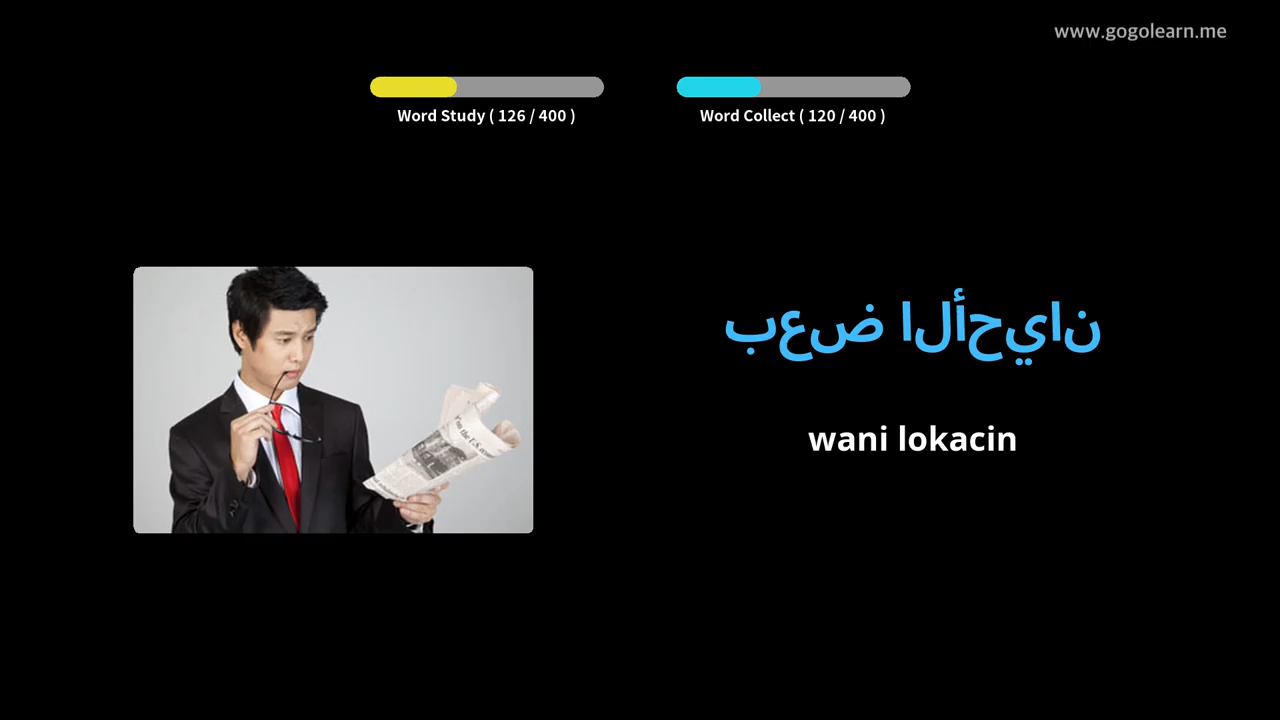 www.gogolearn.me
Word Study ( 126 / 400 )
Word Collect ( 120 / 400 )
بعض الأحيان
wani lokacin